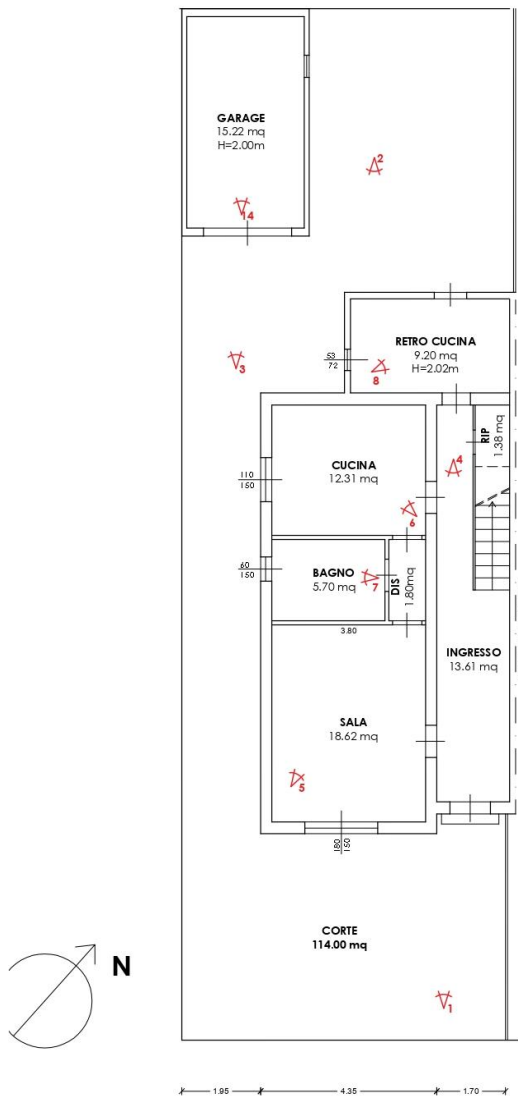 GARAGE
15.22 mq
H=2.00m
2
14
RETRO CUCINA
9.20 mq
H=2.02m
53
72
3
8
RIP
1.38 mq
4
CUCINA
12.31 mq
110
150
6
60
150
BAGNO
5.70 mq
7
DIS
1.80mq
3.80
INGRESSO
13.61 mq
SALA
18.62 mq
5
180
150
CORTE
114.00 mq
N
1
1.95
4.35
1.70